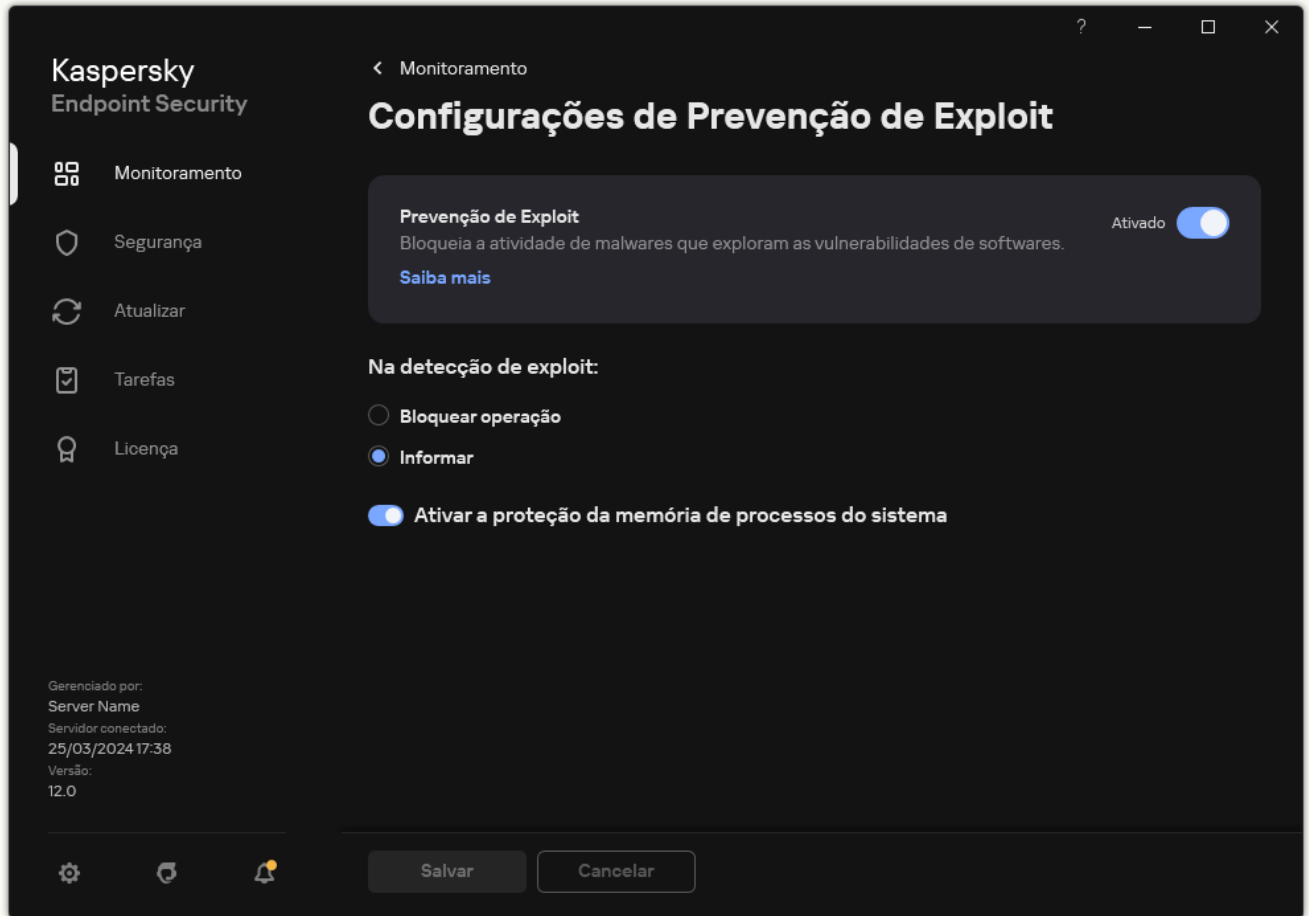 ?
Kaspersky
Endpoint Security
Monitoramento
Segurança
Atualizar
Tarefas
Licença
Gerenciado por:
Server Name
Servidor conectado:
25/03/2024 17:38
Versão:
12.0
Monitoramento
Configurações de Prevenção de Exploit
Prevenção de Exploit
Bloqueia a atividade de malwares que exploram as vulnerabilidades de softwares.
Saiba mais
Ativado
Na detecção de exploit:
Bloquear operação
Informar
Ativar a proteção da memória de processos do sistema
Salvar
Cancelar